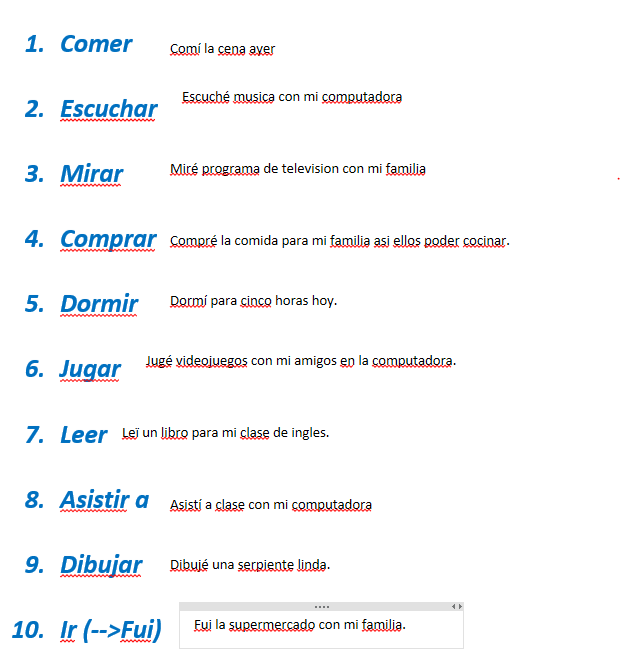 1. Comer Comí la cena ayer
2. Escuchar Escuché musica con mi computadora
3. Mirar Miré programa de television con mi familia
4. Comprar Compré la comida para mi familia asi ellos poder cocinar.
5. Dormir Dormí para cinco horas hoy.
6. Jugar Jugé videojuegos con mi amigos en la computadora.
7. Leer Leï un libro para mi clase de ingles.
8. Asistir a Asistí a clase con mi computadora
9. Dibujar Dibujé una serpiente linda.
10. Ir (-->Fui) Fui la supermercado con mi familia.